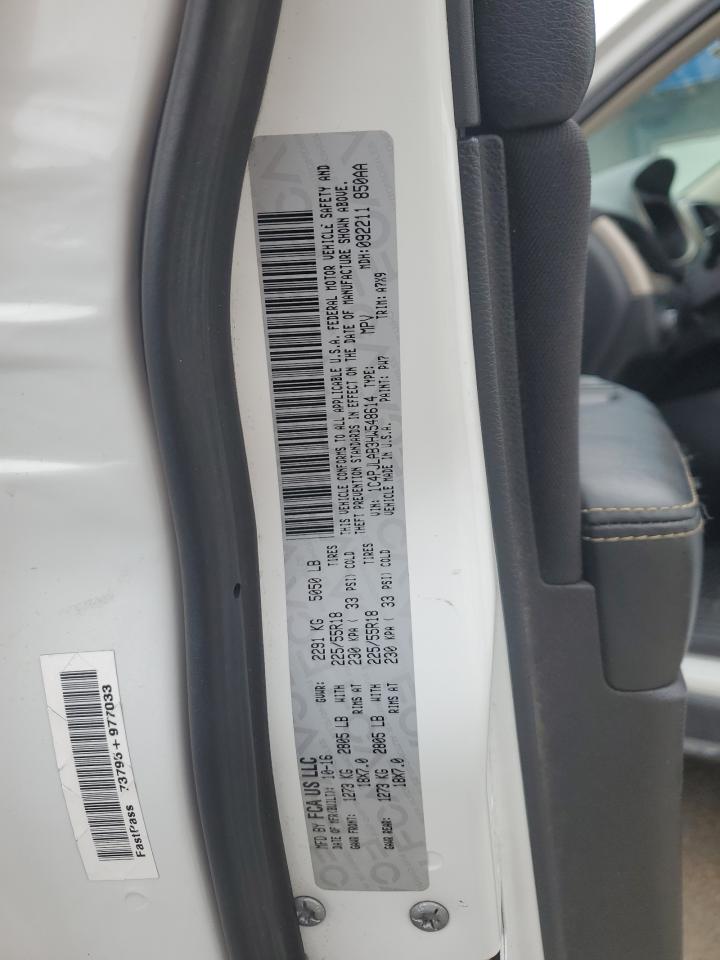 MFD BY FCA US LLC
DATE OF MFR/BUILT: 10-16 GVWR: 2291 KG 5050 LB
GAWR FRONT: 1273 KG 2805 LB WITH 225/55R18 TIRES
18X7.0 RIMS AT 230 KPA ( 33 PSI) COLD
GAWR REAR: 1273 KG 2805 LB WITH 225/55R18 TIRES
18X7.0 RIMS AT 230 KPA ( 33 PSI) COLD
THIS VEHICLE CONFORMS TO ALL APPLICABLE U.S.A. FEDERAL MOTOR VEHICLE SAFETY AND
THEFT PREVENTION STANDARDS IN EFFECT ON THE DATE OF MANUFACTURE SHOWN ABOVE.
VIN: 1C4PJLAB3HW548614 TYPE: MPV MDH:092211 850AA
VEHICLE MADE IN U.S.A. PAINT: PW7 TRIM: A7X9
FastPass 73795+977033